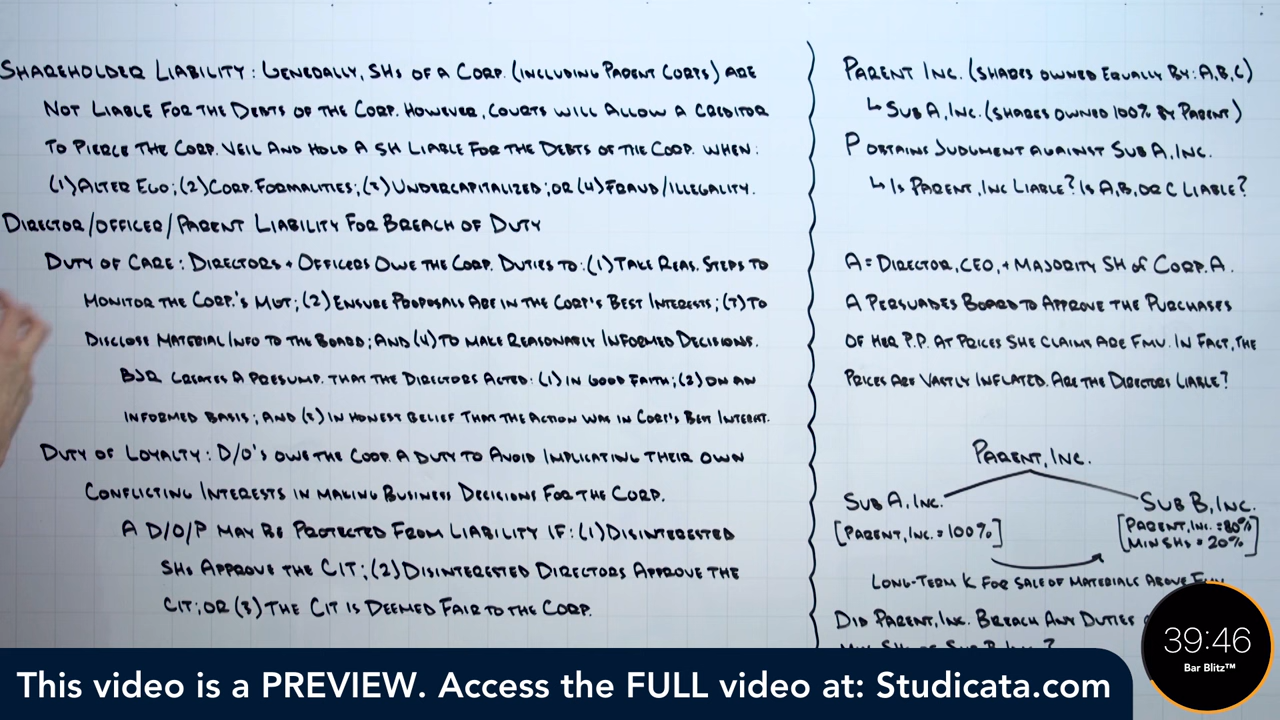 SHAREHOLDER LIABILITY: GENERALLY, SHS OF A CORP. (INCLUDING PARENT CORPS) ARE
NOT LIABLE FOR THE DEBTS OF THE CORP. HOWEVER, COURTS WILL ALLOW A CREDITOR
TO PIERCE THE CORP. VEIL AND HOLD A SH LIABLE FOR THE DEBTS OF THE CORP. WHEN:
(1) ALTER EGO; (2) CORP. FORMALITIES; (3) UNDERCAPITALIZED; OR (4) FRAUD/ILLEGALITY.
DIRECTOR/OFFICER/PARENT LIABILITY FOR BREACH OF DUTY
DUTY OF CARE: DIRECTORS + OFFICERS OWE THE CORP. DUTIES TO: (1) TAKE REAS. STEPS TO
MONITOR THE CORP.'S MGT; (2) ENSURE PROPOSALS ARE IN THE CORP'S BEST INTERESTS; (3) TO
DISCLOSE MATERIAL INFO TO THE BOARD; AND (4) TO MAKE REASONABLY INFORMED DECISIONS.
BJR CREATES A PRESUMP. THAT THE DIRECTORS ACTED: (1) IN GOOD FAITH; (2) ON AN
INFORMED BASIS; AND (3) IN HONEST BELIEF THAT THE ACTION WAS IN CORP'S BEST INTEREST.
DUTY OF LOYALTY: D/O'S OWE THE CORP. A DUTY TO AVOID IMPLICATING THEIR OWN
CONFLICTING INTERESTS IN MAKING BUSINESS DECISIONS FOR THE CORP.
A D/O/P MAY BE PROTECTED FROM LIABILITY IF: (1) DISINTERESTED
SHS APPROVE THE CIT; (2) DISINTERESTED DIRECTORS APPROVE THE
CIT; OR (3) THE CIT IS DEEMED FAIR TO THE CORP.
PARENT INC. (SHARES OWNED EQUALLY BY: A, B, C)
↳ SUB A, INC. (SHARES OWNED 100% BY PARENT)
P OBTAINS JUDGMENT AGAINST SUB A, INC.
↳ IS PARENT, INC LIABLE? IS A, B, OR C LIABLE?
A = DIRECTOR, CEO, + MAJORITY SH OF CORP. A.
A PERSUADES BOARD TO APPROVE THE PURCHASES
OF HER P.P. AT PRICES SHE CLAIMS ARE FMV. IN FACT, THE
PRICES ARE VASTLY INFLATED. ARE THE DIRECTORS LIABLE?
PARENT, INC.
SUB A, INC. SUB B, INC.
[PARENT, INC. = 100%] [PARENT, INC. = 80%
MIN SHS = 20%]
LONG-TERM K FOR SALE OF MATERIALS ABOVE
DID PARENT, INC. BREACH ANY DUTIES
39:46
Bar Blitz™
This video is a PREVIEW. Access the FULL video at: Studicata.com